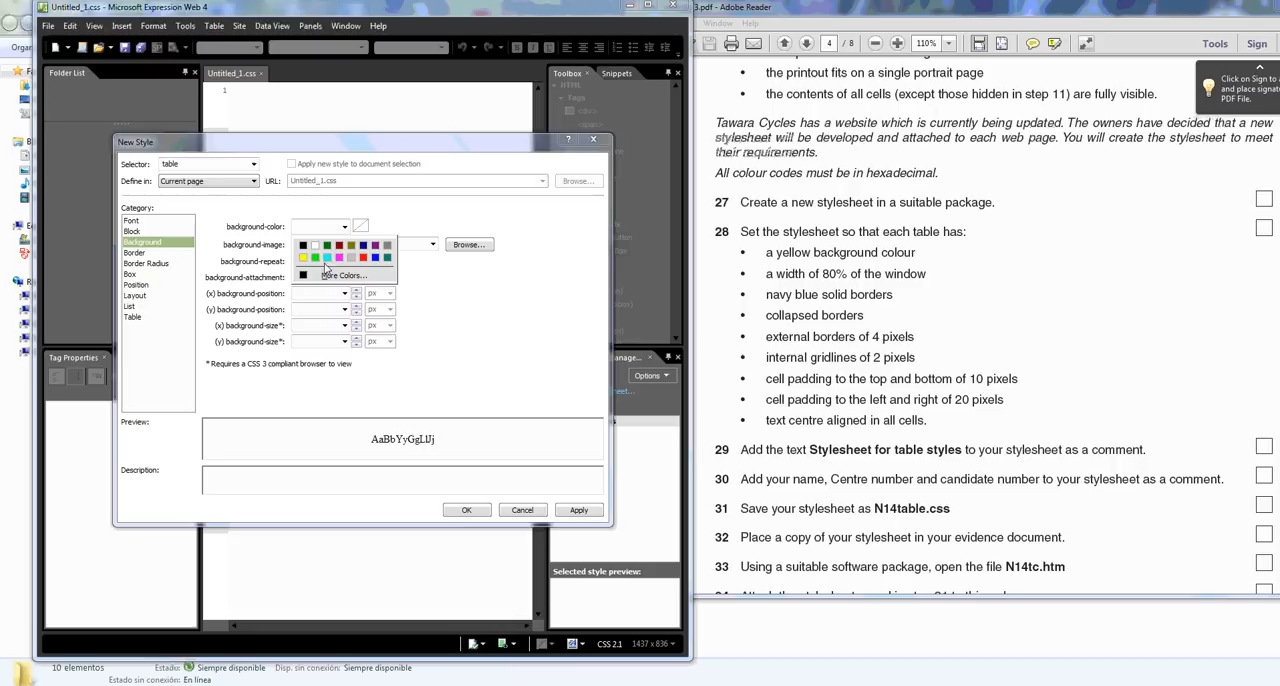 Untitled_1.css - Microsoft Expression Web 4
File Edit View Insert Format Tools Table Site Data View Panels Window Help
Folder List
Untitled_1.css
1
Toolbox
Snippets
HTML
Tags
<div>
<span>
New Style
Selector:
table
Apply new style to document selection
Define in:
Current page
URL:
Untitled_1.css
Browse...
Category:
Font
Block
Background
Border
Border Radius
Box
Position
Layout
List
Table
background-color:
background-image:
Browse...
background-repeat:
background-attachment:
More Colors...
(x) background-position:
px
(y) background-position:
px
(x) background-size*:
px
(y) background-size*:
px
* Requires a CSS 3 compliant browser to view
Preview:
AaBbYyGgLlJj
Description:
OK
Cancel
Apply
Tag Properties
Options
Selected style preview:
CSS 2.1
1437 x 836
10 elementos
Estado:
Siempre disponible
Disp. sin conexión: Siempre disponible
Estado sin conexión: En línea
3.pdf - Adobe Reader
Window Help
4 / 8
110%
Tools
Sign
Click on Sign to a
and place signat
PDF File.
• the printout fits on a single portrait page
• the contents of all cells (except those hidden in step 11) are fully visible.
Tawara Cycles has a website which is currently being updated. The owners have decided that a new
stylesheet will be developed and attached to each web page. You will create the stylesheet to meet
their requirements.
All colour codes must be in hexadecimal.
27 Create a new stylesheet in a suitable package.
28 Set the stylesheet so that each table has:
• a yellow background colour
• a width of 80% of the window
• navy blue solid borders
• collapsed borders
• external borders of 4 pixels
• internal gridlines of 2 pixels
• cell padding to the top and bottom of 10 pixels
• cell padding to the left and right of 20 pixels
• text centre aligned in all cells.
29 Add the text Stylesheet for table styles to your stylesheet as a comment.
30 Add your name, Centre number and candidate number to your stylesheet as a comment.
31 Save your stylesheet as N14table.css
32 Place a copy of your stylesheet in your evidence document.
33 Using a suitable software package, open the file N14tc.htm